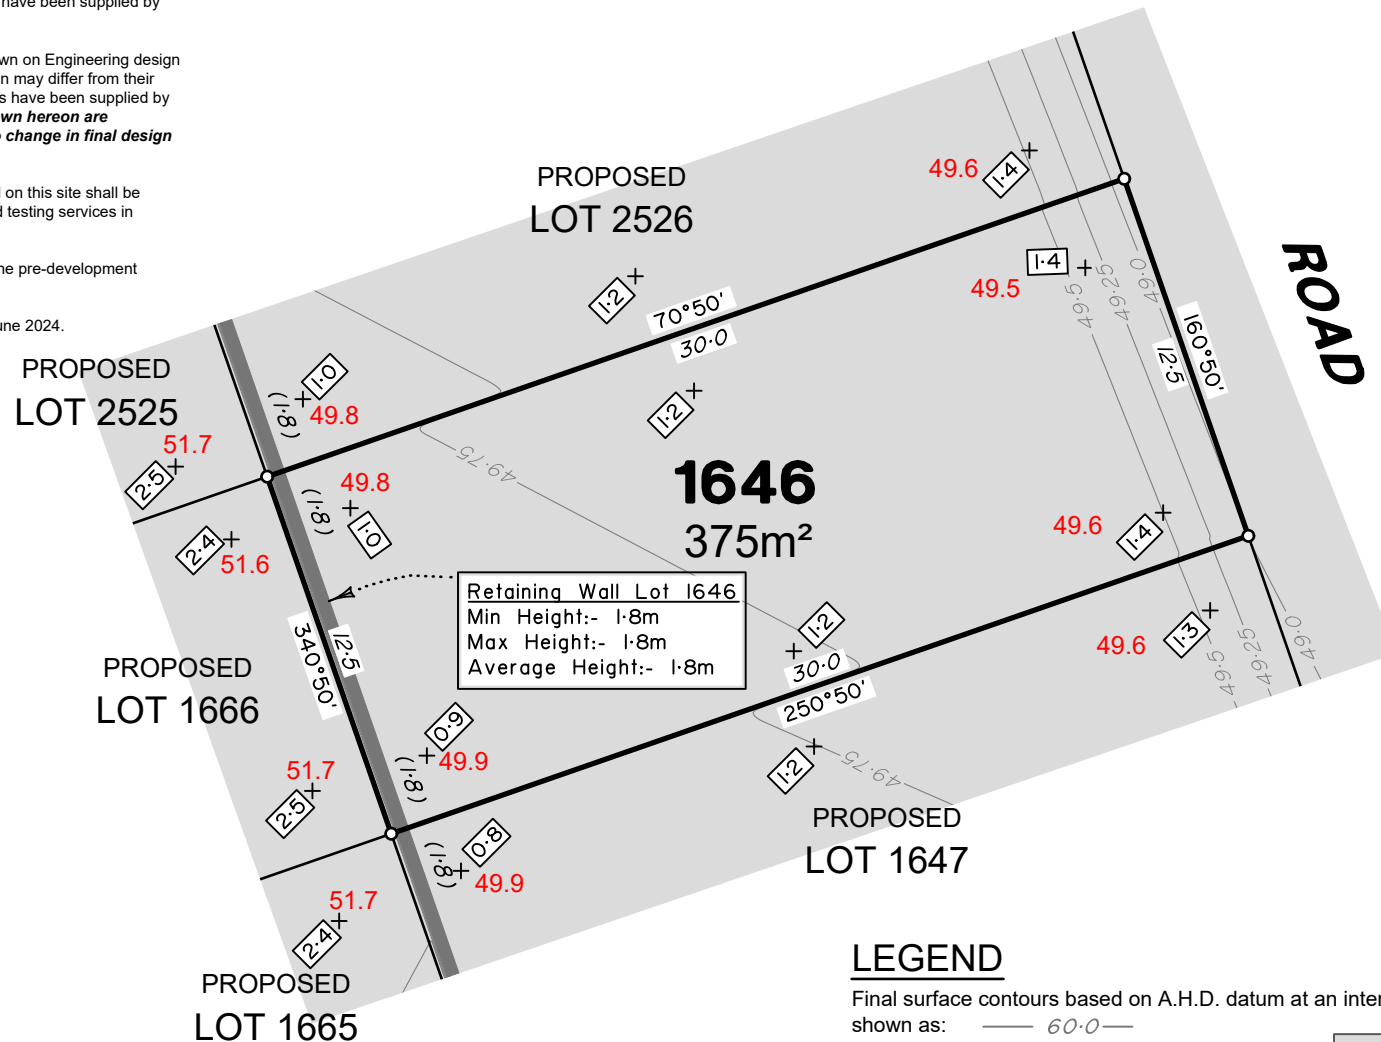 have been supplied by
wn on Engineering design
n may differ from their
s have been supplied by
wn hereon are
o change in final design
l on this site shall be
d testing services in
he pre-development
une 2024.
PROPOSED
LOT 2526
49.6
1·4
ROAD
1·4
49.5
49·5
49·25
49·0
1·2
70°50'
30·0
160°50'
12·5
PROPOSED
LOT 2525
1·0
(1·8)
49.8
1·2
51.7
2·5
49.8
(1·8)
1·0
49·75
1646
375m²
2·4
51.6
49.6
1·4
Retaining Wall Lot 1646
Min Height:- 1·8m
Max Height:- 1·8m
Average Height:- 1·8m
340°50'
12·5
1·2
30·0
250°50'
49.6
1·3
49·5
49·25
49·0
PROPOSED
LOT 1666
0·9
(1·8)
49.9
51.7
2·5
1·2
49·75
PROPOSED
LOT 1647
0·8
(1·8)
49.9
51.7
2·4
PROPOSED
LOT 1665
LEGEND
Final surface contours based on A.H.D. datum at an inter
shown as: 60·0